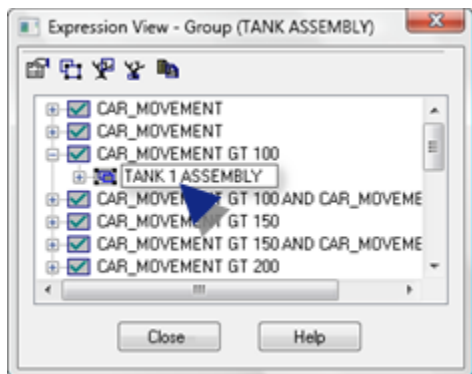 Expression View - Group (TANK ASSEMBLY)
CAR_MOVEMENT
CAR_MOVEMENT
CAR_MOVEMENT GT 100
TANK 1 ASSEMBLY
CAR_MOVEMENT GT 100 AND CAR_MOVEME
CAR_MOVEMENT GT 150
CAR_MOVEMENT GT 150 AND CAR_MOVEME
CAR_MOVEMENT GT 200
Close Help